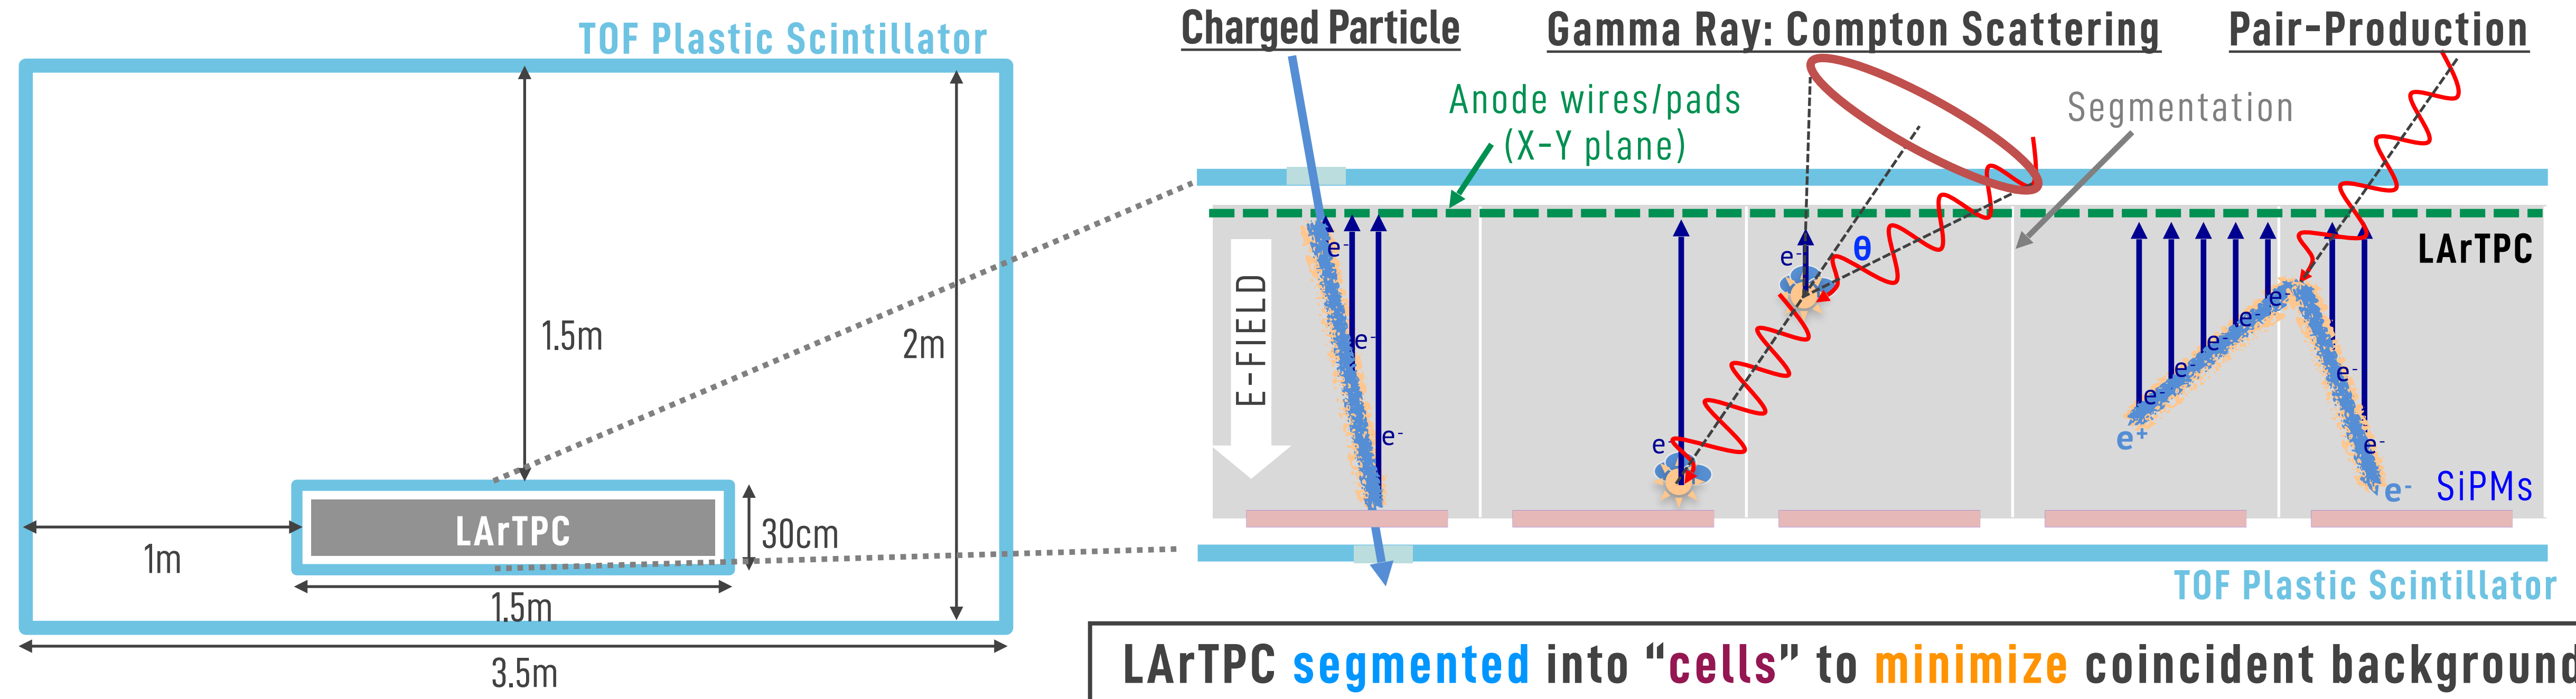 TOF Plastic Scintillator
1.5m
2m
LArTPC
30cm
1m
1.5m
3.5m
Charged Particle
Gamma Ray: Compton Scattering
Pair-Production
Anode wires/pads
(X-Y plane)
Segmentation
LArTPC
E-FIELD
e-
e-
e-
e-
θ
e-
e-
e-
e-
e-
e-
e-
e-
e+
e-
SiPMs
TOF Plastic Scintillator
LArTPC segmented into “cells” to minimize coincident background